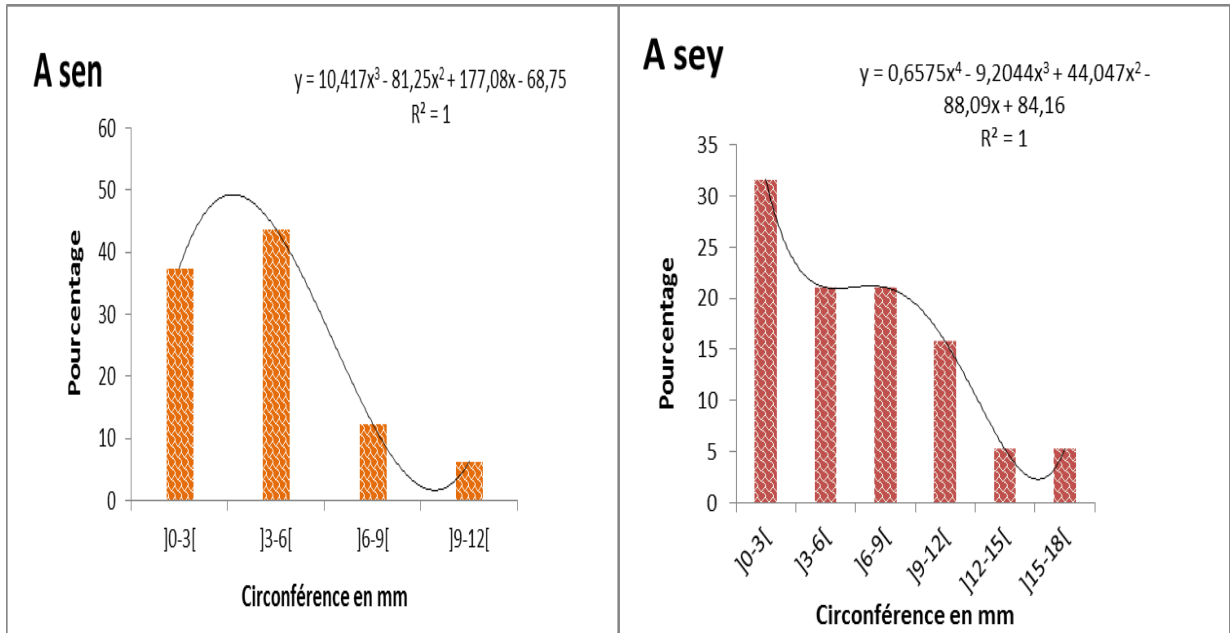 A sen
y = 10,417x³ - 81,25x² + 177,08x - 68,75
R² = 1
60
50
40
30
20
10
0
Pourcentage
]0-3[ ]3-6[ ]6-9[ ]9-12[
Circonférence en mm
A sey
y = 0,6575x⁴ - 9,2044x³ + 44,047x² -
88,09x + 84,16
R² = 1
35
30
25
20
15
10
5
0
Pourcentage
]0-3[ ]3-6[ ]6-9[ ]9-12[ ]12-15[ ]15-18[
Circonférence en mm